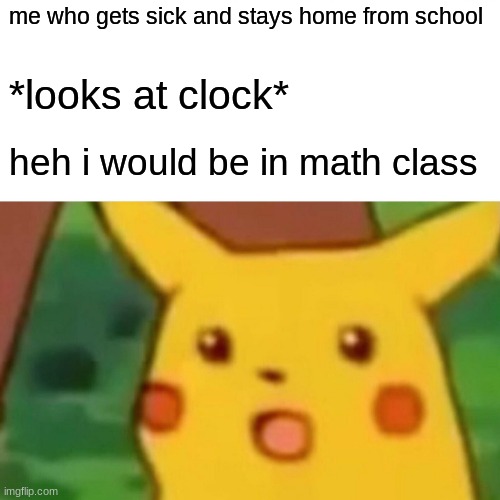 me who gets sick and stays home from school
*looks at clock*
heh i would be in math class
imgflip.com